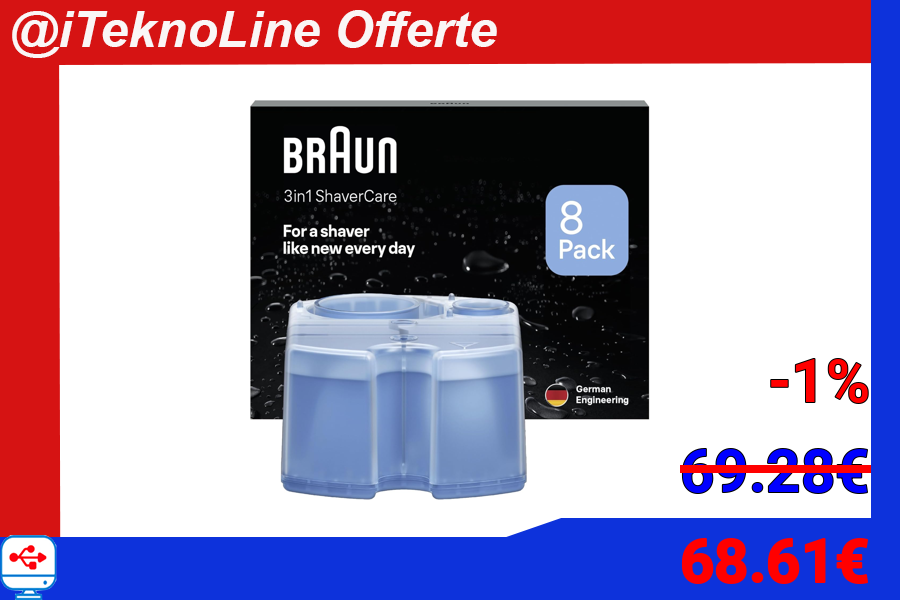 @iTeknoLine Offerte
BRAUN
3in1 ShaverCare
For a shaver
like new every day
8
Pack
German
Engineering
-1%
69.28€
68.61€